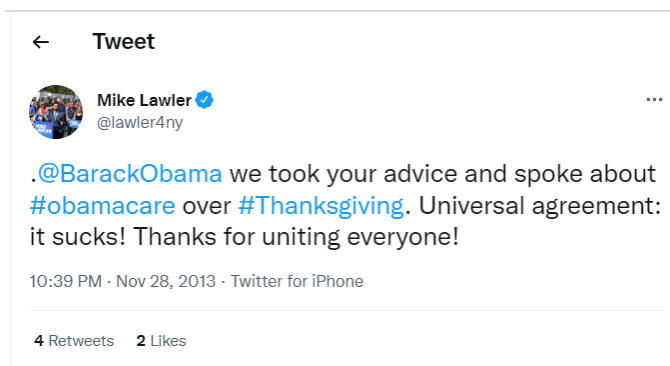 Tweet
Mike Lawler
@lawler4ny
.@BarackObama we took your advice and spoke about
#obamacare over #Thanksgiving. Universal agreement:
it sucks! Thanks for uniting everyone!
10:39 PM · Nov 28, 2013 · Twitter for iPhone
4 Retweets 2 Likes